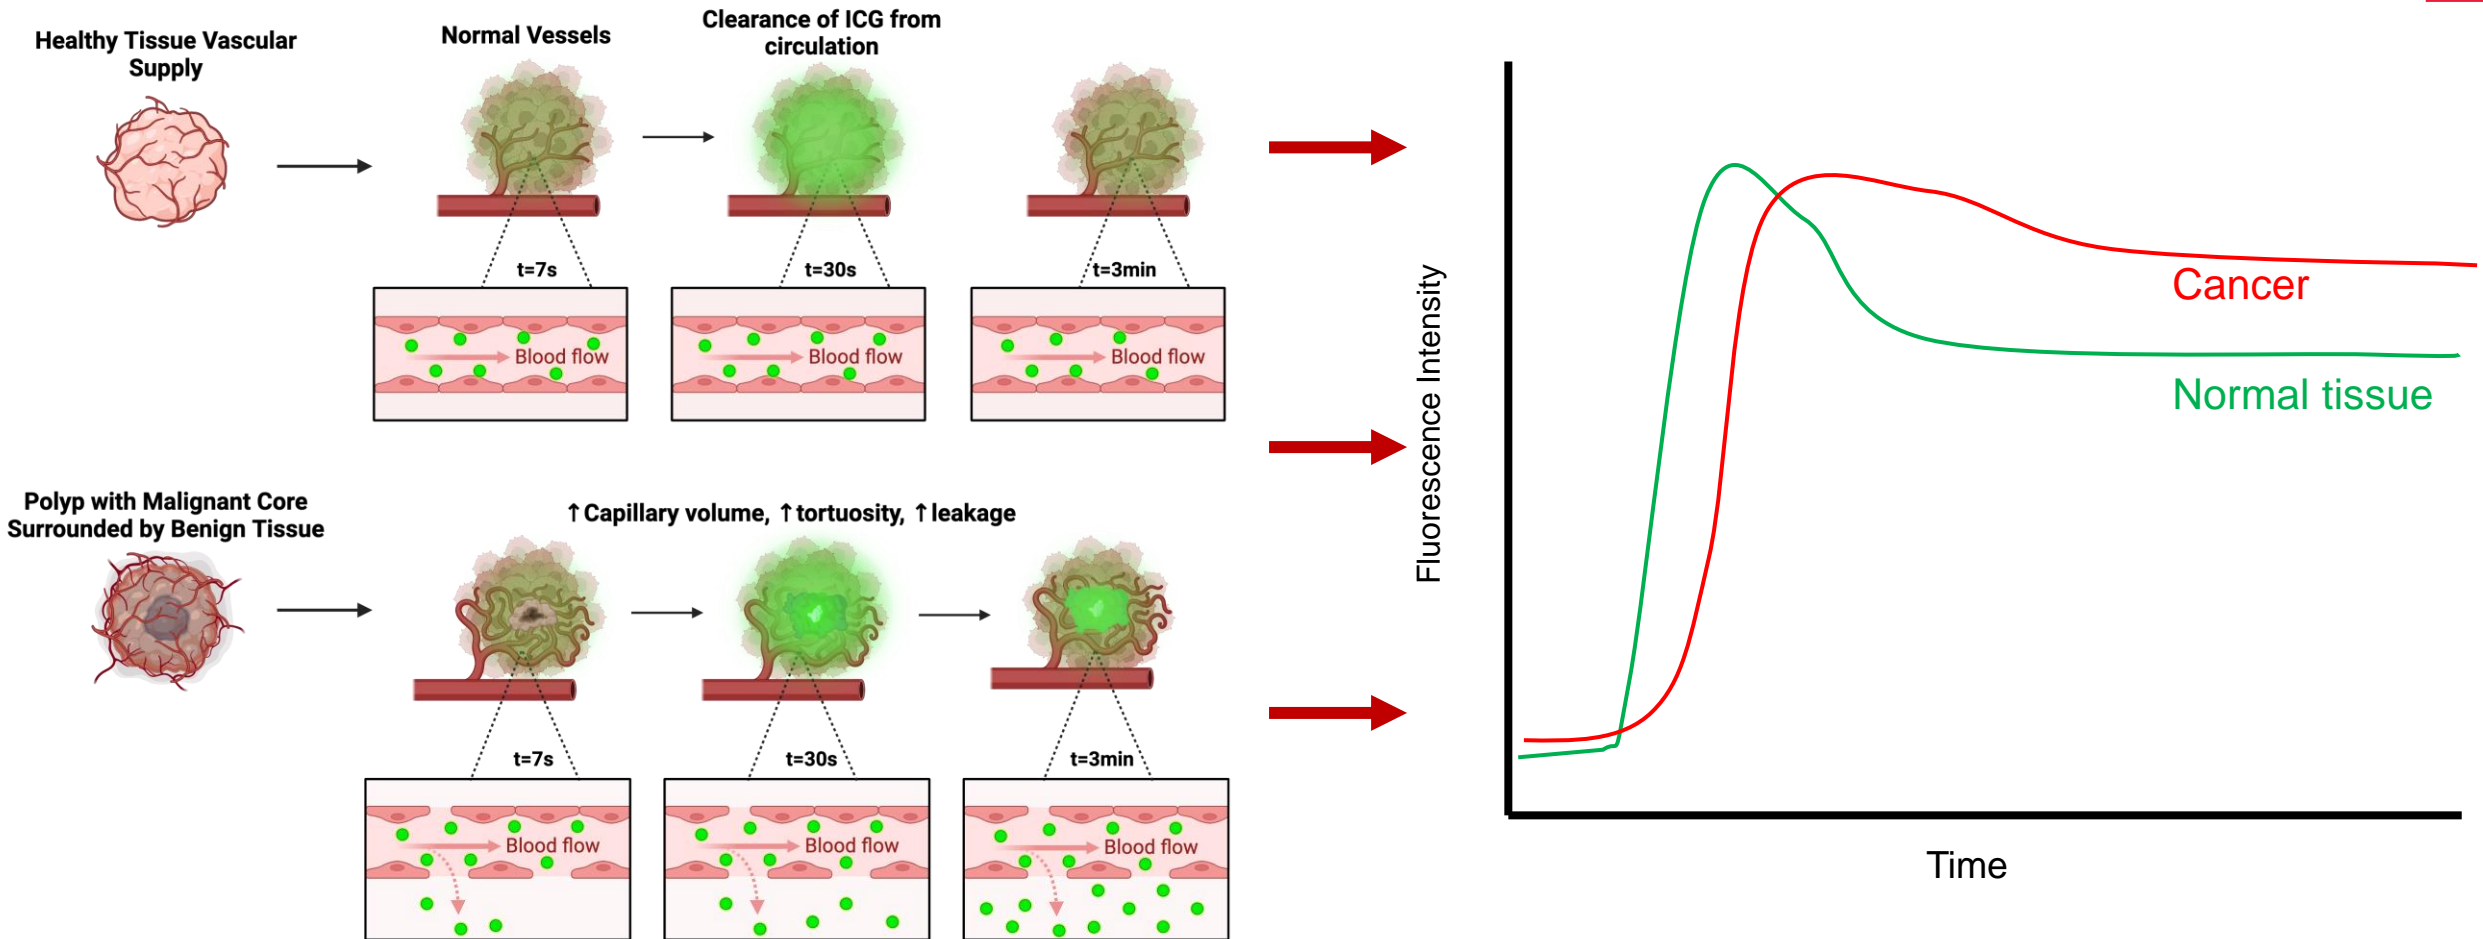 Healthy Tissue Vascular
Supply
Normal Vessels
Clearance of ICG from
circulation
t=7s
t=30s
t=3min
Blood flow
Blood flow
Blood flow
Polyp with Malignant Core
Surrounded by Benign Tissue
↑Capillary volume, ↑tortuosity, ↑leakage
t=7s
t=30s
t=3min
Blood flow
Blood flow
Blood flow
Fluorescence Intensity
Cancer
Normal tissue
Time